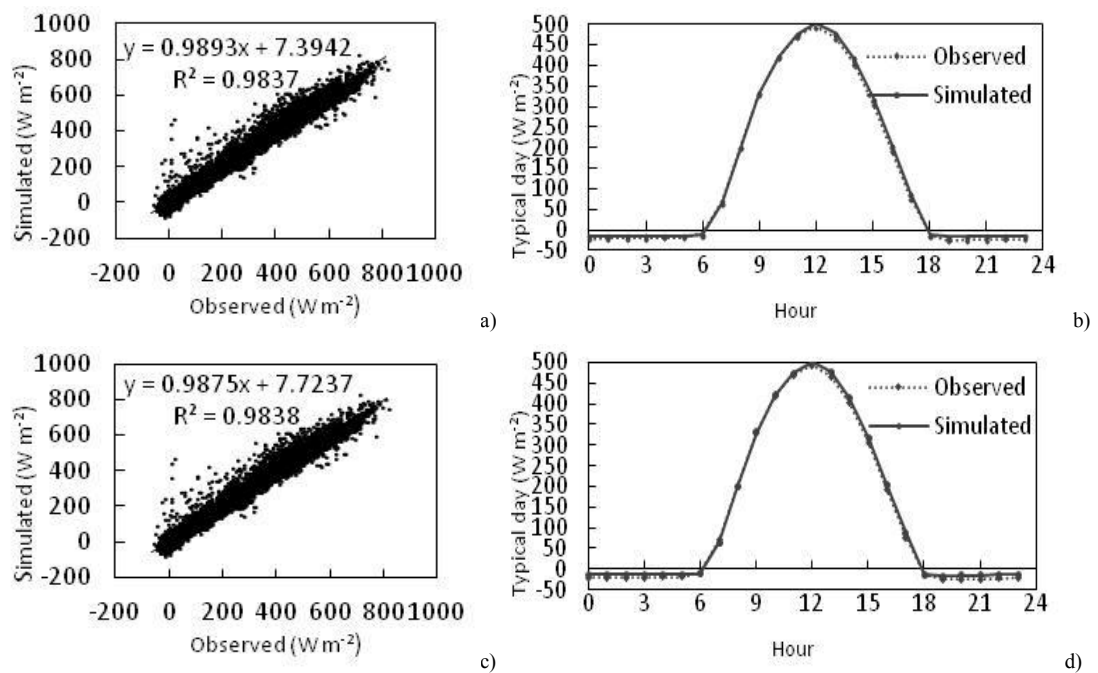 1000
800
600
400
200
0
-200
y = 0.9893x + 7.3942
R² = 0.9837
Simulated (W m⁻²)
-200 0 200 400 600 8001000
Observed (W m⁻²)
a)
500
450
400
350
300
250
200
150
100
50
0
-50
Typical day (W m⁻²)
Observed
Simulated
0 3 6 9 12 15 18 21 24
Hour
b)
1000
800
600
400
200
0
-200
y = 0.9875x + 7.7237
R² = 0.9838
Simulated (W m⁻²)
-200 0 200 400 600 8001000
Observed (W m⁻²)
c)
500
450
400
350
300
250
200
150
100
50
0
-50
Typical day (W m⁻²)
Observed
Simulated
0 3 6 9 12 15 18 21 24
Hour
d)